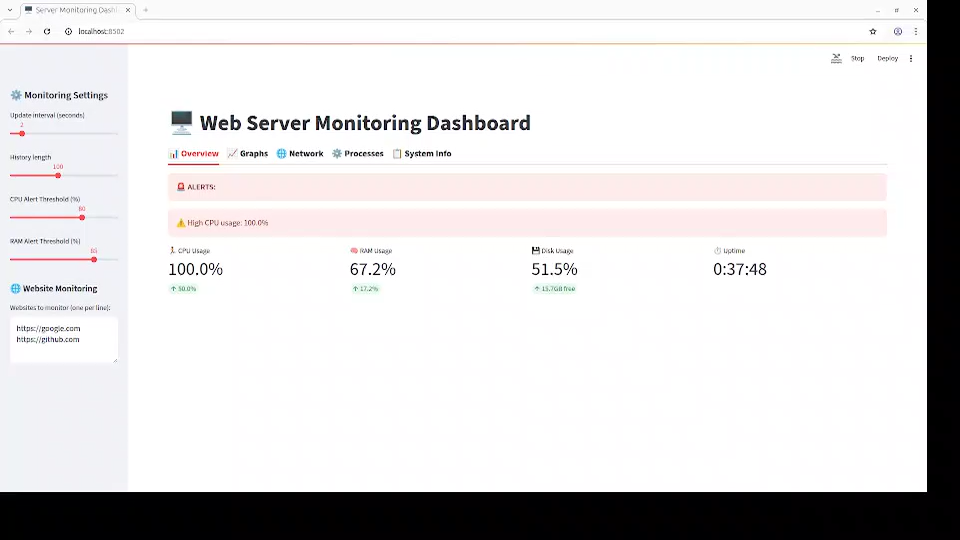 Server Monitoring Dashl
localhost:8502
Stop
Deploy
Monitoring Settings
Update interval (seconds)
2
History length
100
CPU Alert Threshold (%)
80
RAM Alert Threshold (%)
85
Website Monitoring
Websites to monitor (one per line):
https://google.com
https://github.com
Web Server Monitoring Dashboard
Overview Graphs Network Processes System Info
ALERTS:
High CPU usage: 100.0%
CPU Usage RAM Usage Disk Usage Uptime
100.0% 67.2% 51.5% 0:37:48
↑ 50.0% ↑ 17.2% ↑ 15.7GB free